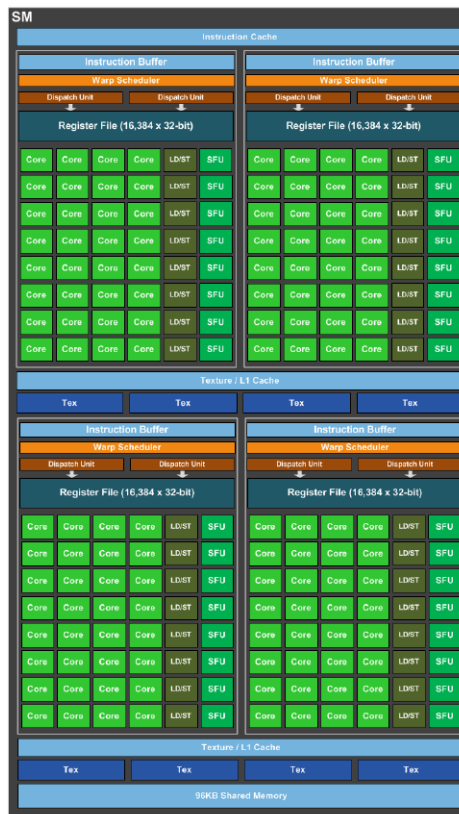 SM
Instruction Cache
Instruction Buffer Instruction Buffer
Warp Scheduler Warp Scheduler
Dispatch Unit Dispatch Unit Dispatch Unit Dispatch Unit
Register File (16,384 x 32-bit) Register File (16,384 x 32-bit)
Core Core Core Core LD/ST SFU Core Core Core Core LD/ST SFU
Core Core Core Core LD/ST SFU Core Core Core Core LD/ST SFU
Core Core Core Core LD/ST SFU Core Core Core Core LD/ST SFU
Core Core Core Core LD/ST SFU Core Core Core Core LD/ST SFU
Core Core Core Core LD/ST SFU Core Core Core Core LD/ST SFU
Core Core Core Core LD/ST SFU Core Core Core Core LD/ST SFU
Core Core Core Core LD/ST SFU Core Core Core Core LD/ST SFU
Core Core Core Core LD/ST SFU Core Core Core Core LD/ST SFU
Texture / L1 Cache
Tex Tex Tex Tex
Instruction Buffer Instruction Buffer
Warp Scheduler Warp Scheduler
Dispatch Unit Dispatch Unit Dispatch Unit Dispatch Unit
Register File (16,384 x 32-bit) Register File (16,384 x 32-bit)
Core Core Core Core LD/ST SFU Core Core Core Core LD/ST SFU
Core Core Core Core LD/ST SFU Core Core Core Core LD/ST SFU
Core Core Core Core LD/ST SFU Core Core Core Core LD/ST SFU
Core Core Core Core LD/ST SFU Core Core Core Core LD/ST SFU
Core Core Core Core LD/ST SFU Core Core Core Core LD/ST SFU
Core Core Core Core LD/ST SFU Core Core Core Core LD/ST SFU
Core Core Core Core LD/ST SFU Core Core Core Core LD/ST SFU
Core Core Core Core LD/ST SFU Core Core Core Core LD/ST SFU
Texture / L1 Cache
Tex Tex Tex Tex
96KB Shared Memory